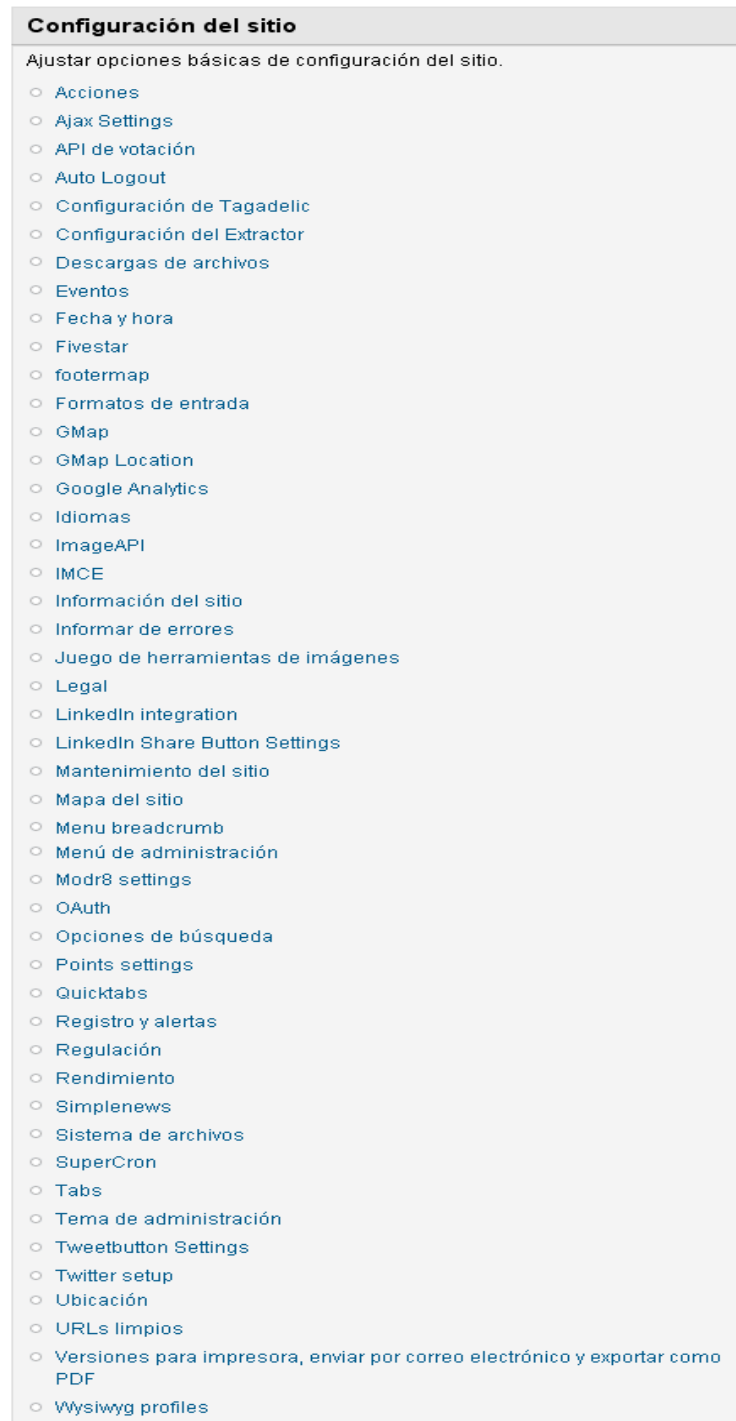 Configuración del sitio
Ajustar opciones básicas de configuración del sitio.
Acciones
Ajax Settings
API de votación
Auto Logout
Configuración de Tagadelic
Configuración del Extractor
Descargas de archivos
Eventos
Fecha y hora
Fivestar
footermap
Formatos de entrada
GMap
GMap Location
Google Analytics
Idiomas
ImageAPI
IMCE
Información del sitio
Informar de errores
Juego de herramientas de imágenes
Legal
LinkedIn integration
LinkedIn Share Button Settings
Mantenimiento del sitio
Mapa del sitio
Menu breadcrumb
Menú de administración
Modr8 settings
OAuth
Opciones de búsqueda
Points settings
Quicktabs
Registro y alertas
Regulación
Rendimiento
Simplenews
Sistema de archivos
SuperCron
Tabs
Tema de administración
Tweetbutton Settings
Twitter setup
Ubicación
URLs limpios
Versiones para impresora, enviar por correo electrónico y exportar como
PDF
Wysiwyg profiles